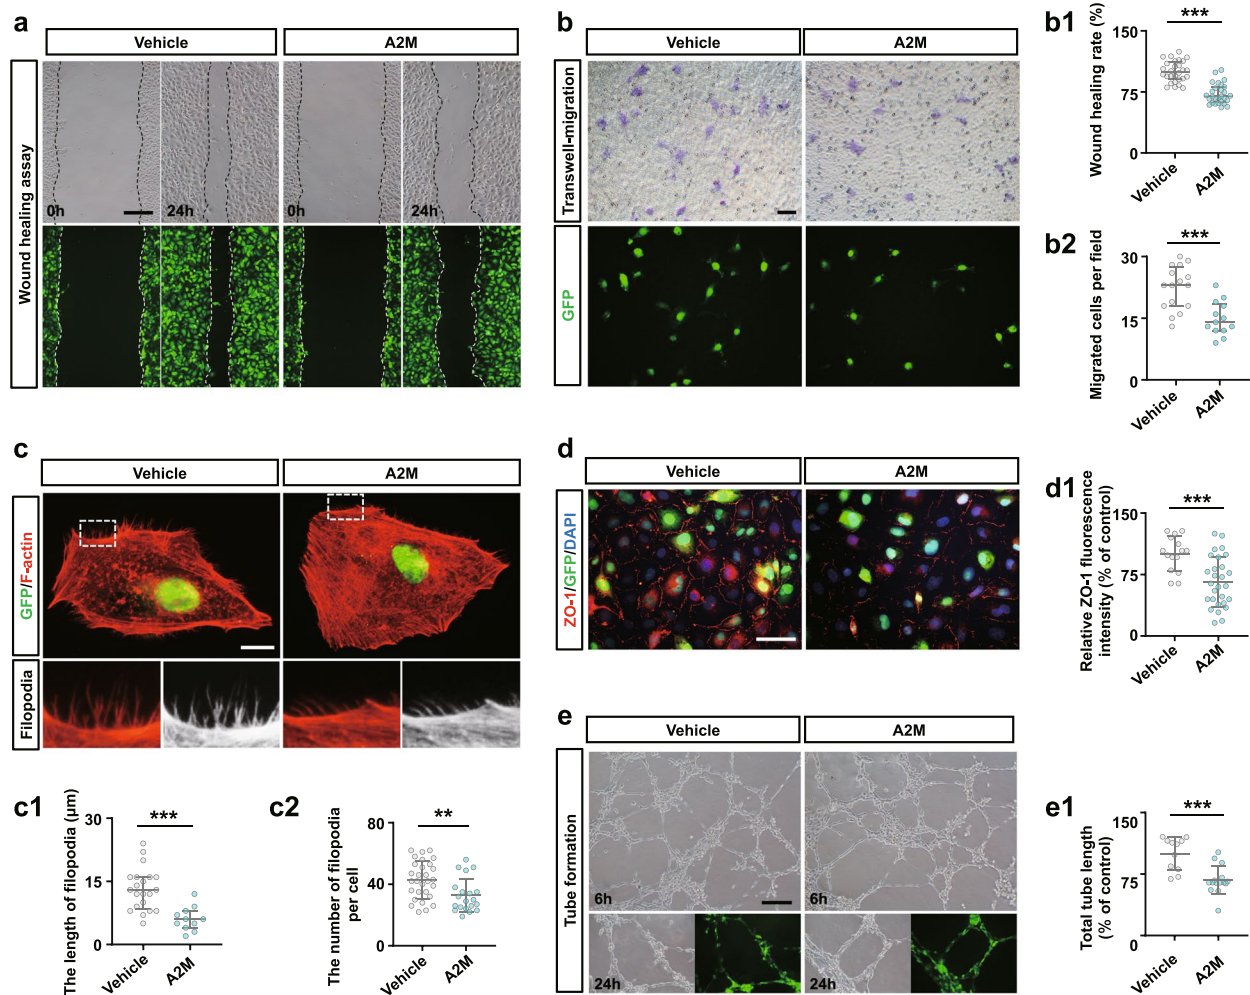 a
Vehicle
A2M
Wound healing assay
0h
24h
0h
24h
b
Vehicle
A2M
Transwell-migration
GFP
b1
Wound healing rate (%)
150
75
0
***
Vehicle
A2M
b2
Migrated cells per field
30
15
0
***
Vehicle
A2M
c
Vehicle
A2M
GFP/F-actin
Filopodia
c1
The length of filopodia (μm)
30
15
0
***
Vehicle
A2M
c2
The number of filopodia
per cell
80
40
0
**
Vehicle
A2M
d
Vehicle
A2M
ZO-1/GFP/DAPI
d1
Relative ZO-1 fluorescence
intensity (% of control)
150
75
0
***
Vehicle
A2M
e
Vehicle
A2M
Tube formation
6h
6h
24h
24h
e1
Total tube length
(% of control)
150
75
0
***
Vehicle
A2M